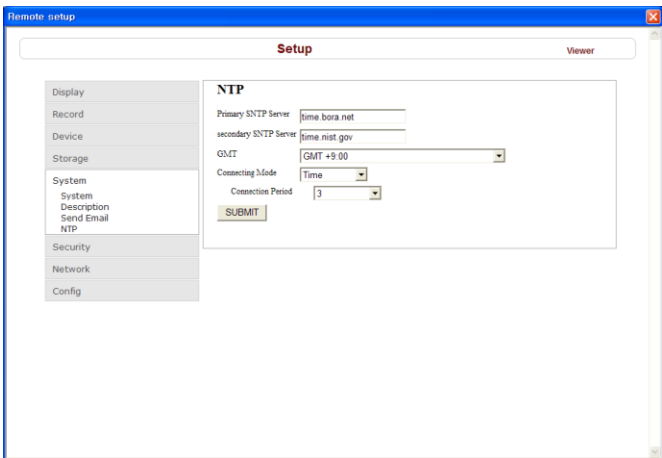 Remote setup
Setup
Viewer
Display
Record
Device
Storage
System
System
Description
Send Email
NTP
Security
Network
Config
NTP
Primary SNTP Server time.bora.net
secondary SNTP Server time.nist.gov
GMT GMT +9:00
Connecting Mode Time
Connection Period 3
SUBMIT